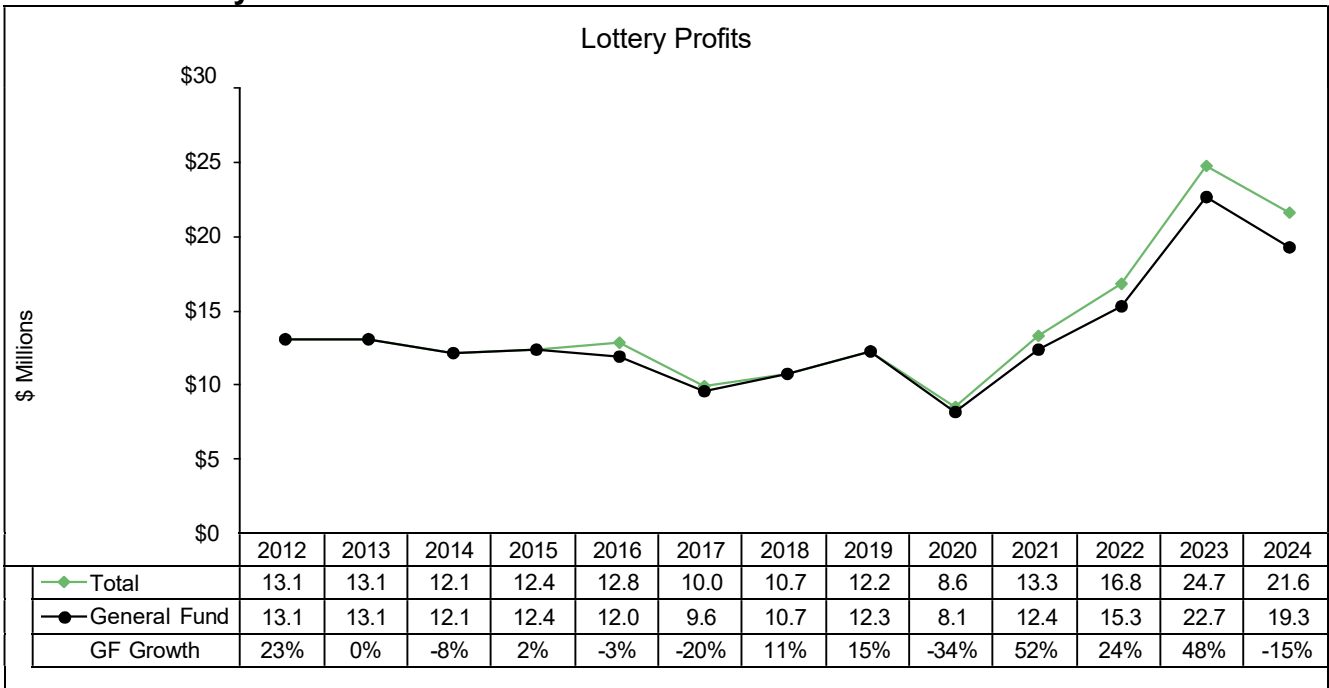 Lottery Profits
$30
$25
$20
$15
$10
$5
$0
$ Millions
2012 2013 2014 2015 2016 2017 2018 2019 2020 2021 2022 2023 2024
Total 13.1 13.1 12.1 12.4 12.8 10.0 10.7 12.2 8.6 13.3 16.8 24.7 21.6
General Fund 13.1 13.1 12.1 12.4 12.0 9.6 10.7 12.3 8.1 12.4 15.3 22.7 19.3
GF Growth 23% 0% -8% 2% -3% -20% 11% 15% -34% 52% 24% 48% -15%